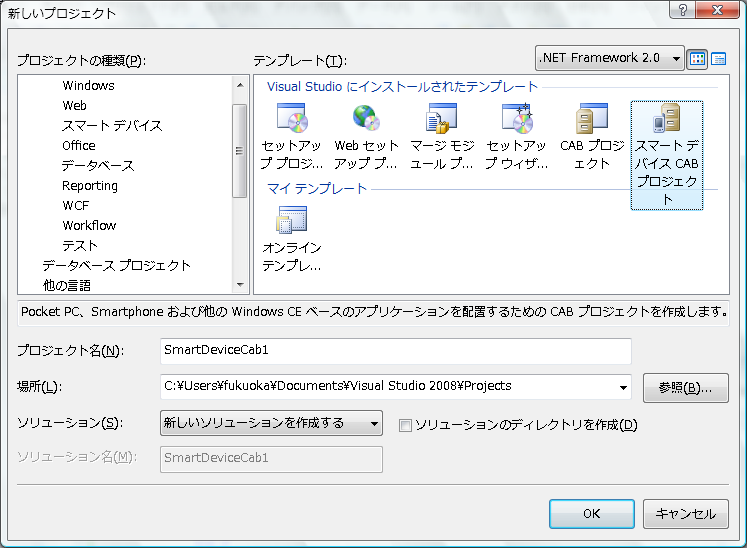 新しいプロジェクト
プロジェクトの種類(P):
テンプレート(T):
.NET Framework 2.0
Windows
Web
スマート デバイス
Office
データベース
Reporting
WCF
Workflow
テスト
データベース プロジェクト
他の言語
Visual Studio にインストールされたテンプレート
セットアッ
プ プロジ...
Web セット
アップ プ...
マージ モジ
ュール プ...
セットアッ
プ ウィザ...
CAB プロジ
ェクト
スマート デ
バイス CAB
プロジェク
ト
マイ テンプレート
オンライン
テンプレ...
Pocket PC、Smartphone および他の Windows CE ベースのアプリケーションを配置するための CAB プロジェクトを作成します。
プロジェクト名(N):
SmartDeviceCab1
場所(L):
C:¥Users¥fukuoka¥Documents¥Visual Studio 2008¥Projects
参照(B)...
ソリューション(S):
新しいソリューションを作成する
ソリューションのディレクトリを作成(D)
ソリューション名(M):
SmartDeviceCab1
OK
キャンセル